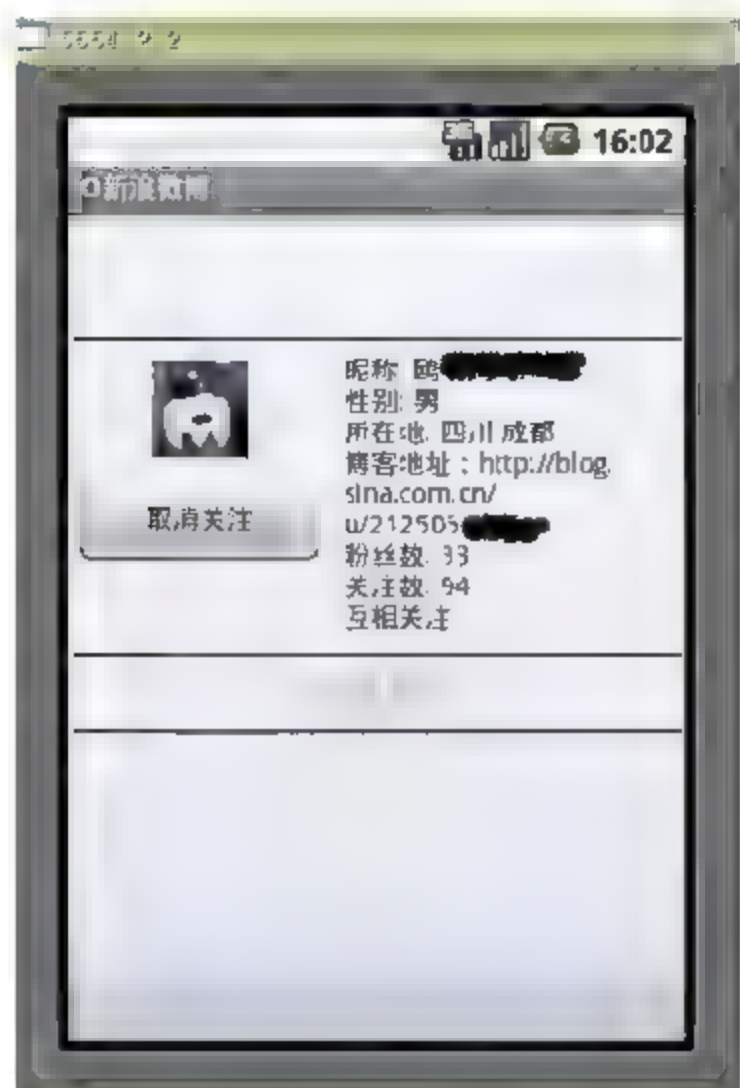 16:02
新浪微博
昵称: 鸥
性别: 男
所在地: 四川 成都
博客地址：http://blog.
sina.com.cn/
u/212505
取消关注
粉丝数: 33
关注数: 94
互相关注